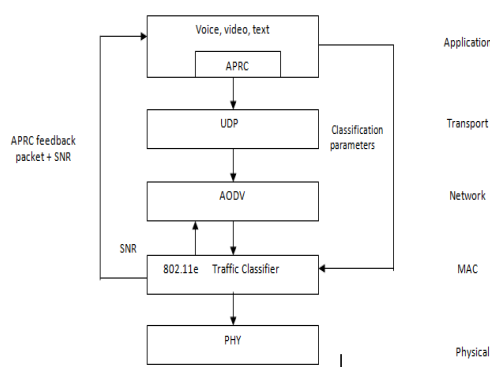 Voice, video, text
Application
APRC
UDP
Transport
APRC feedback
packet + SNR
Classification
parameters
AODV
Network
SNR
802.11e Traffic Classifier
MAC
PHY
Physical